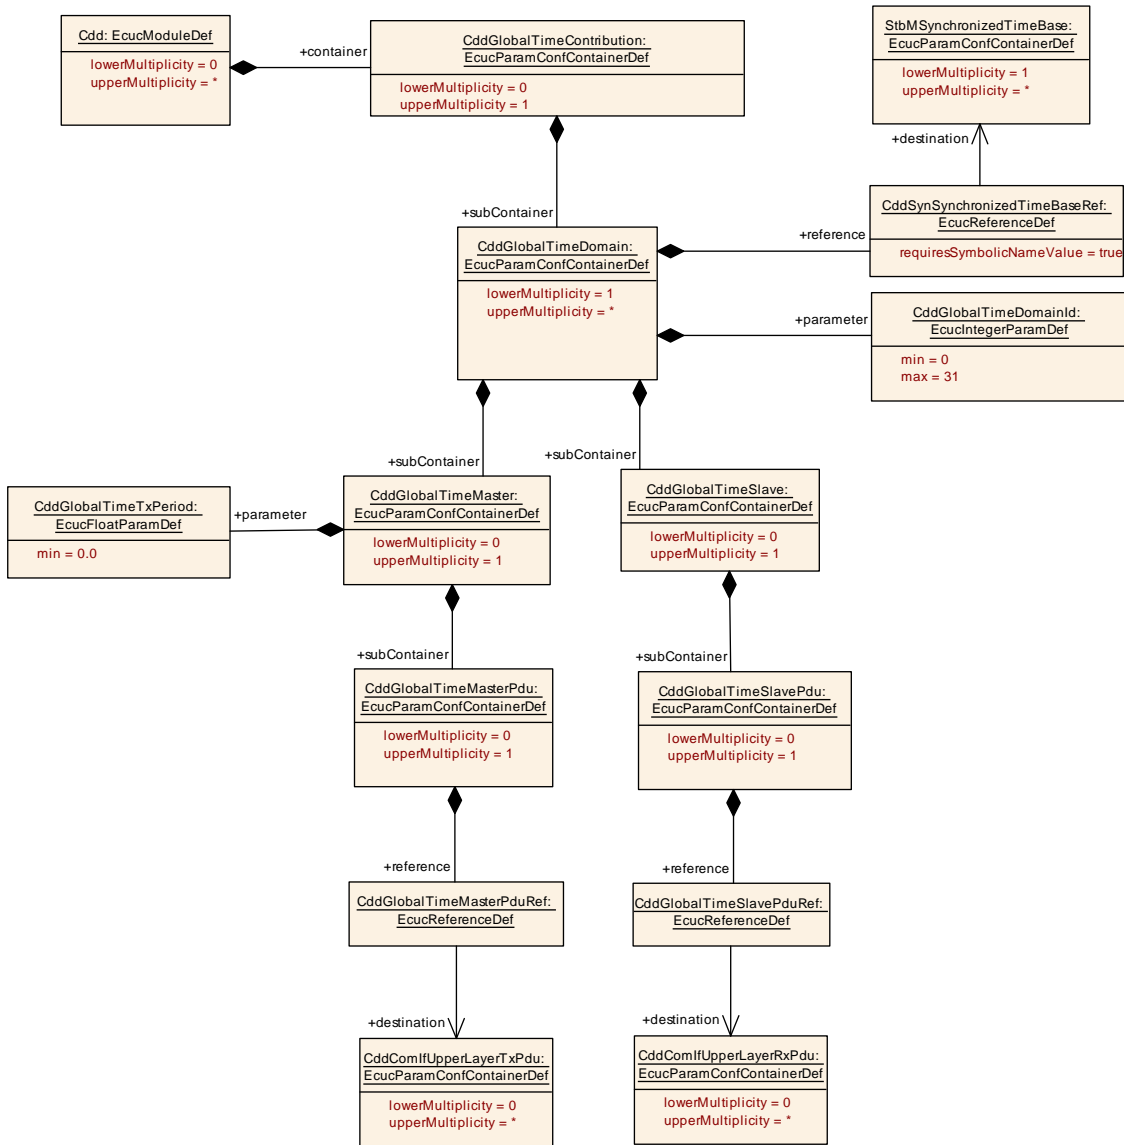 Cdd: EcucModuleDef
lowerMultiplicity = 0
upperMultiplicity = *
+container
CddGlobalTimeContribution:
EcucParamConfContainerDef
lowerMultiplicity = 0
upperMultiplicity = 1
StbMSynchronizedTimeBase:
EcucParamConfContainerDef
lowerMultiplicity = 1
upperMultiplicity = *
+destination
+subContainer
CddSynSynchronizedTimeBaseRef:
EcucReferenceDef
requiresSymbolicNameValue = true
+reference
CddGlobalTimeDomain:
EcucParamConfContainerDef
lowerMultiplicity = 1
upperMultiplicity = *
+parameter
CddGlobalTimeDomainId:
EcucIntegerParamDef
min = 0
max = 31
+subContainer
+subContainer
CddGlobalTimeTxPeriod:
EcucFloatParamDef
min = 0.0
+parameter
CddGlobalTimeMaster:
EcucParamConfContainerDef
lowerMultiplicity = 0
upperMultiplicity = 1
CddGlobalTimeSlave:
EcucParamConfContainerDef
lowerMultiplicity = 0
upperMultiplicity = 1
+subContainer
+subContainer
CddGlobalTimeMasterPdu:
EcucParamConfContainerDef
lowerMultiplicity = 0
upperMultiplicity = 1
CddGlobalTimeSlavePdu:
EcucParamConfContainerDef
lowerMultiplicity = 0
upperMultiplicity = 1
+reference
+reference
CddGlobalTimeMasterPduRef:
EcucReferenceDef
CddGlobalTimeSlavePduRef:
EcucReferenceDef
+destination
+destination
CddComIfUpperLayerTxPdu:
EcucParamConfContainerDef
lowerMultiplicity = 0
upperMultiplicity = *
CddComIfUpperLayerRxPdu:
EcucParamConfContainerDef
lowerMultiplicity = 0
upperMultiplicity = *